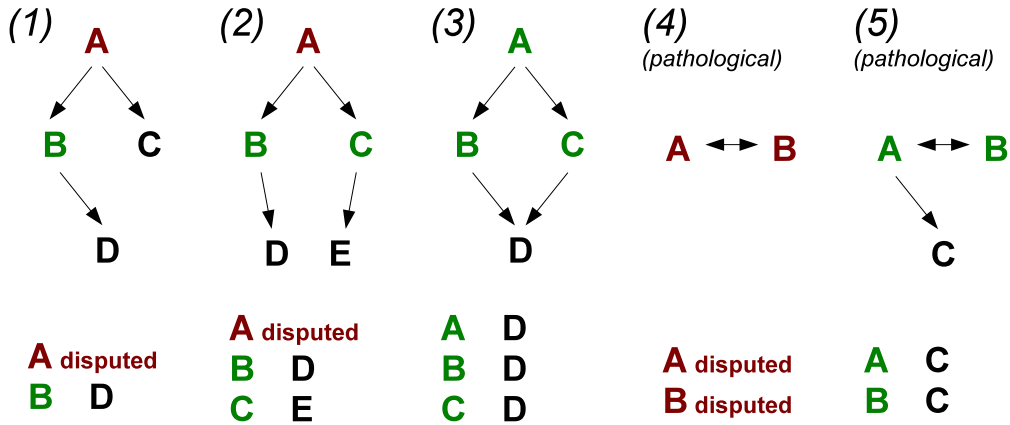 (1)
A
B C
D
A disputed
B D
(2)
A
B C
D E
A disputed
B D
C E
(3)
A
B C
D
A D
B D
C D
(4)
(pathological)
A B
A disputed
B disputed
(5)
(pathological)
A B
C
A C
B C